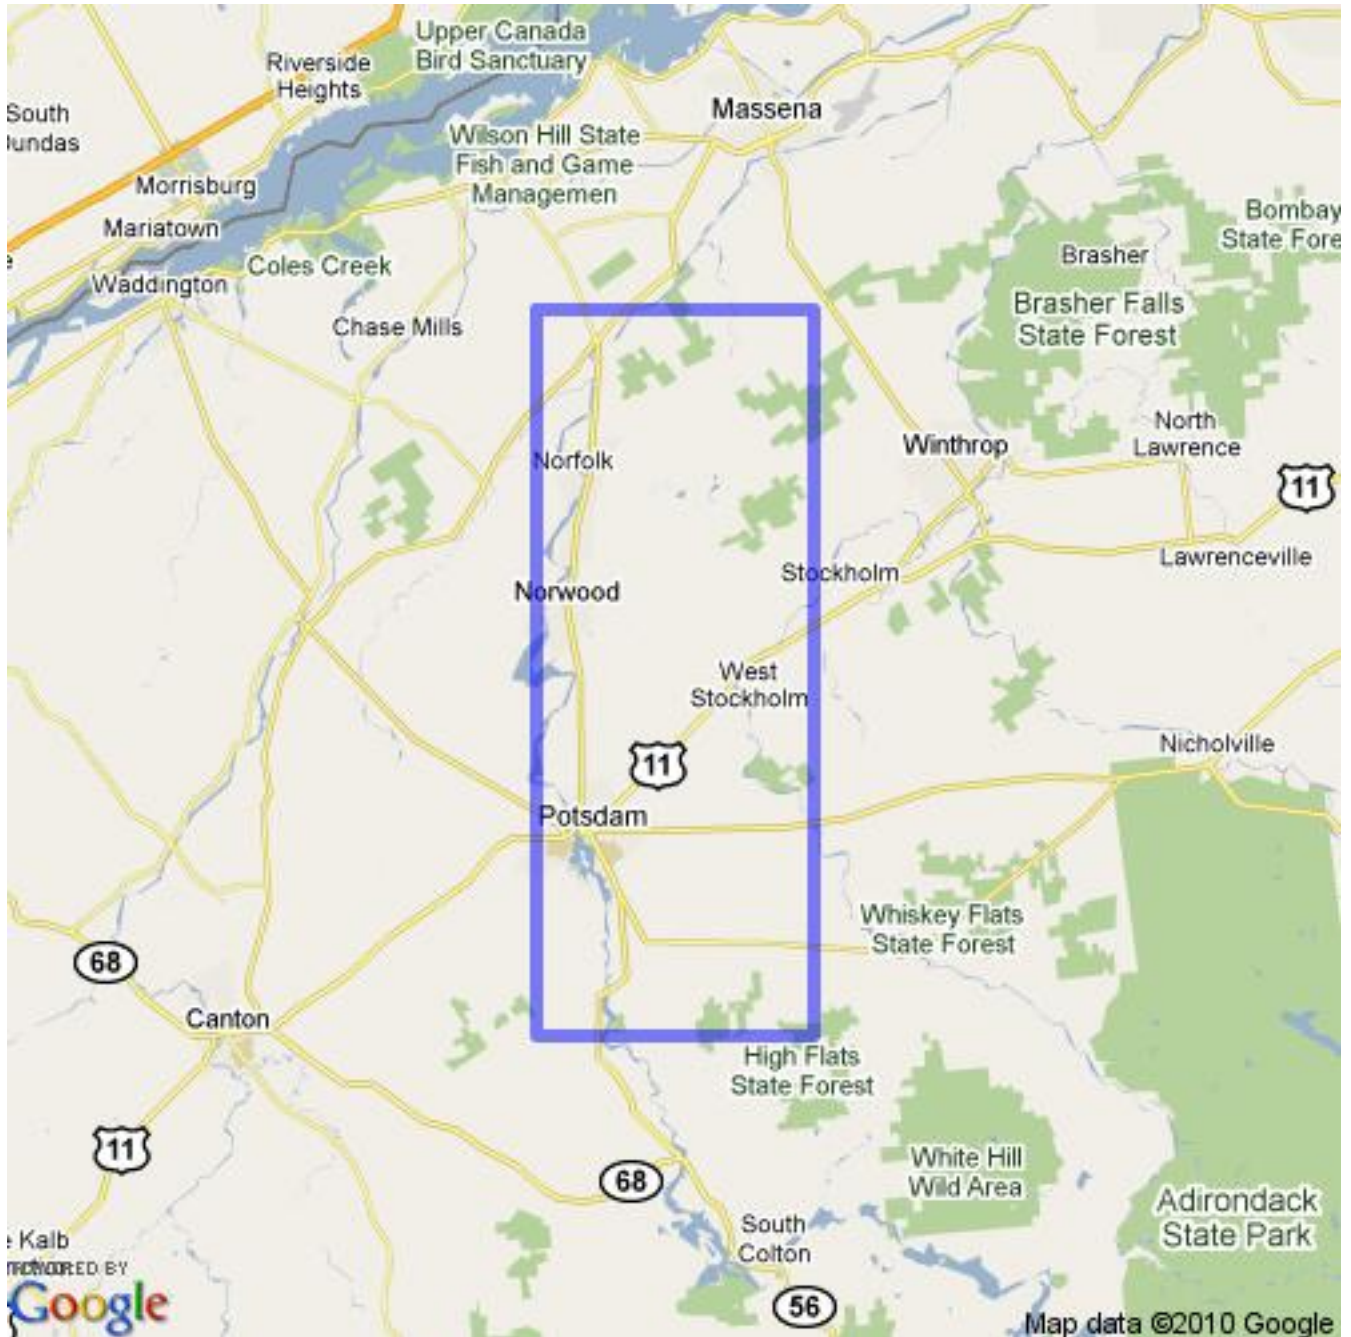 Upper Canada
Bird Sanctuary
Riverside
Heights
South
Massena
Wilson Hill State
Fish and Game
Managemen
Morrisburg
Mariatown
Bombay
State Fore
Brasher
Coles Creek
Waddington
Brasher Falls
State Forest
Chase Mills
North
Lawrence
Winthrop
Norfolk
11
Lawrenceville
Stockholm
Norwood
West
Stockholm
Nicholville
11
Potsdam
Whiskey Flats
State Forest
68
Canton
High Flats
State Forest
11
White Hill
Wild Area
68
Adirondack
State Park
South
Colton
e Kalb
ED BY
Google
56
Map data ©2010 Google